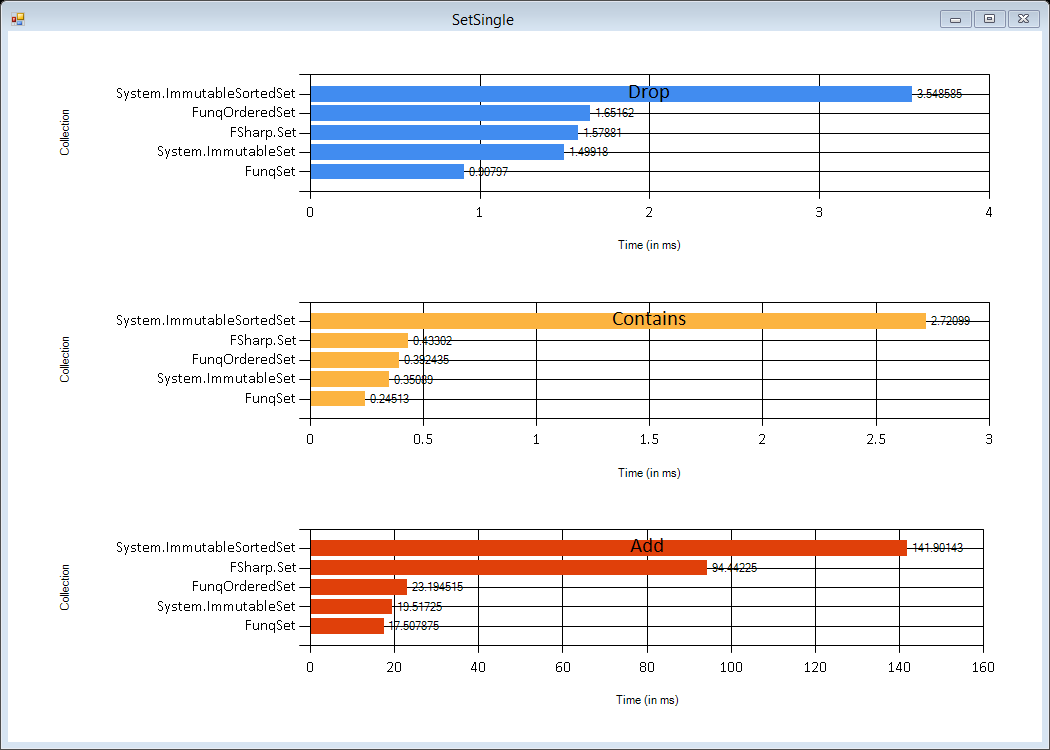 SetSingle
Drop
Collection
System.ImmutableSortedSet 3.548585
FunqOrderedSet 1.65162
FSharp.Set 1.57881
System.ImmutableSet 1.49918
FunqSet 0.90797
0 1 2 3 4
Time (in ms)
Contains
Collection
System.ImmutableSortedSet 2.72099
FSharp.Set 0.43302
FunqOrderedSet 0.392435
System.ImmutableSet 0.35089
FunqSet 0.24513
0 0.5 1 1.5 2 2.5 3
Time (in ms)
Add
Collection
System.ImmutableSortedSet 141.90143
FSharp.Set 94.44225
FunqOrderedSet 23.194515
System.ImmutableSet 19.51725
FunqSet 17.507875
0 20 40 60 80 100 120 140 160
Time (in ms)